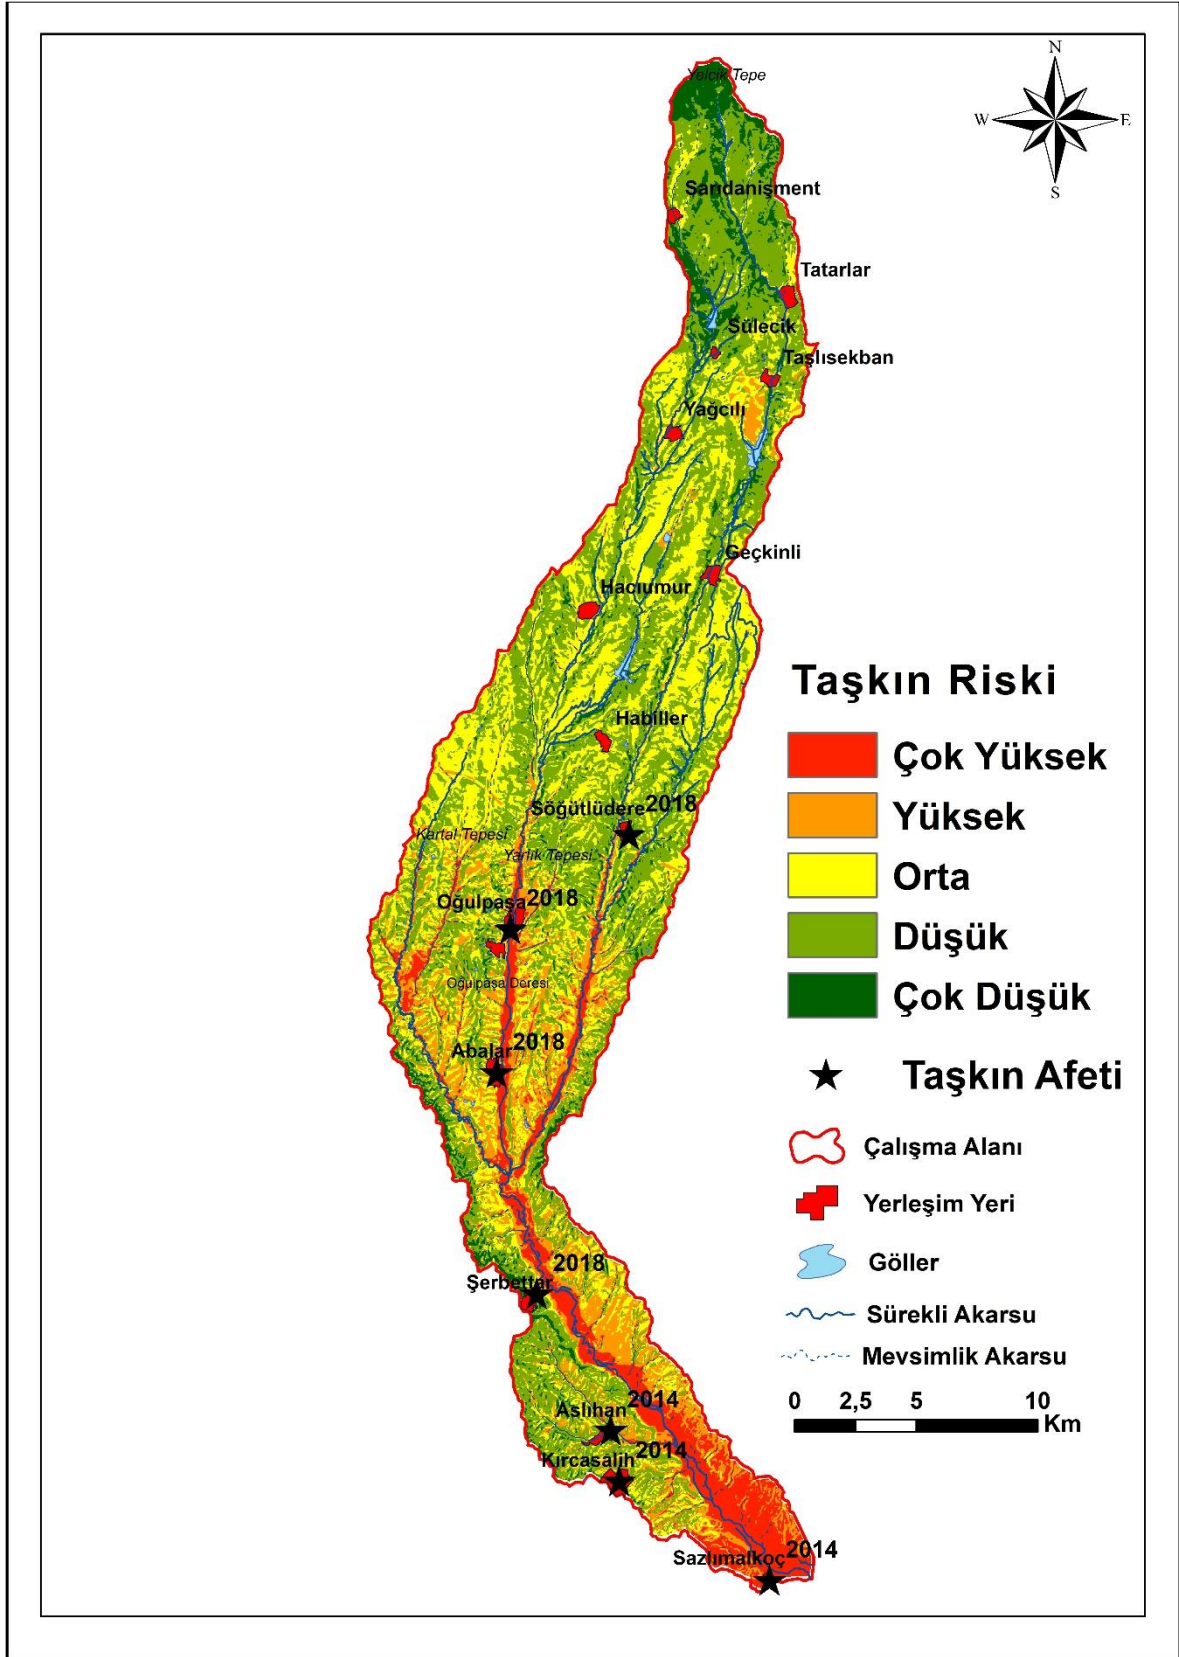 N
W
E
S
Yelcik Tepe
Sarıdanişment
Tatarlar
Sülecik
Taşlısekban
Yağcılı
Geçkinli
Hacıumur
Habiller
Söğütlüdere 2018
Kartal Tepesi
Yarlık Tepesi
Oğulpaşa 2018
Oğulpaşa Deresi
Abalar 2018
2018
Şerbettar
Aslıhan 2014
Kırcasalih 2014
Sazlımalkoç 2014
Taşkın Riski
Çok Yüksek
Yüksek
Orta
Düşük
Çok Düşük
Taşkın Afeti
Çalışma Alanı
Yerleşim Yeri
Göller
Sürekli Akarsu
Mevsimlik Akarsu
0 2,5 5 10
Km